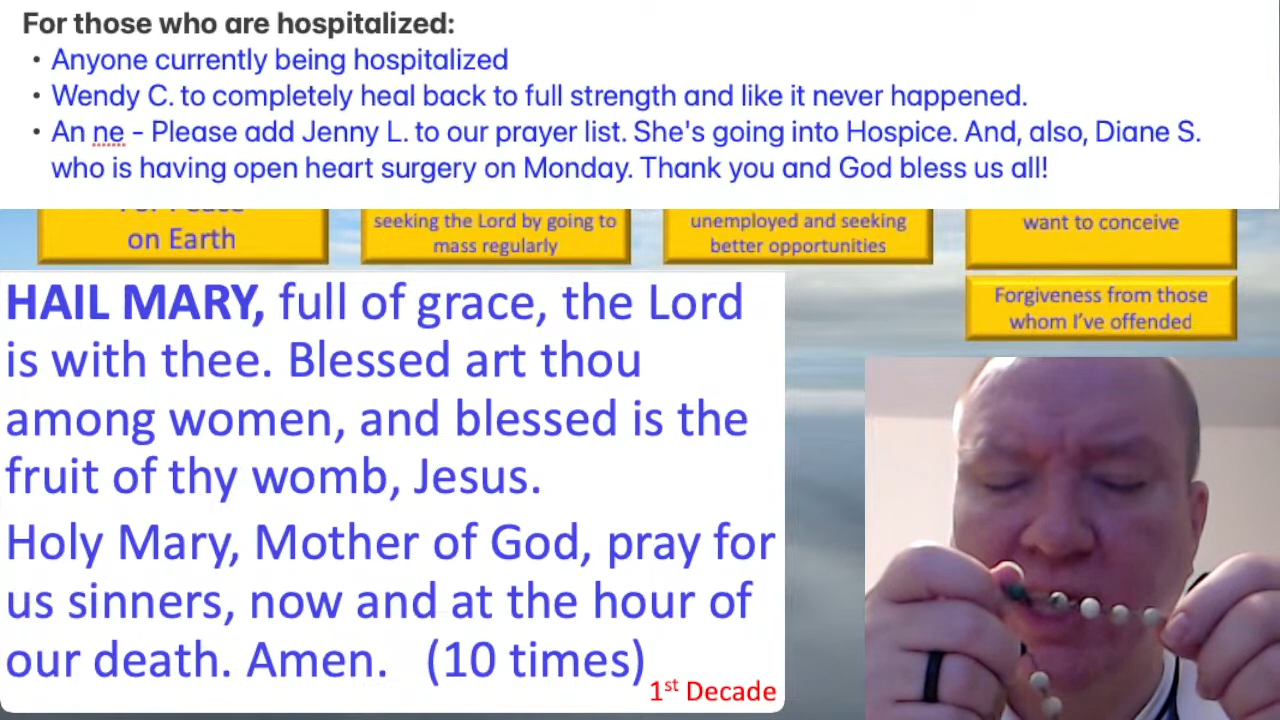 For those who are hospitalized:
• Anyone currently being hospitalized
• Wendy C. to completely heal back to full strength and like it never happened.
• An ne – Please add Jenny L. to our prayer list. She's going into Hospice. And, also, Diane S.
who is having open heart surgery on Monday. Thank you and God bless us all!
For Peace
on Earth
seeking the Lord by going to
mass regularly
unemployed and seeking
better opportunities
want to conceive
Forgiveness from those
whom I've offended
HAIL MARY, full of grace, the Lord
is with thee. Blessed art thou
among women, and blessed is the
fruit of thy womb, Jesus.
Holy Mary, Mother of God, pray for
us sinners, now and at the hour of
our death. Amen. (10 times)
1st Decade